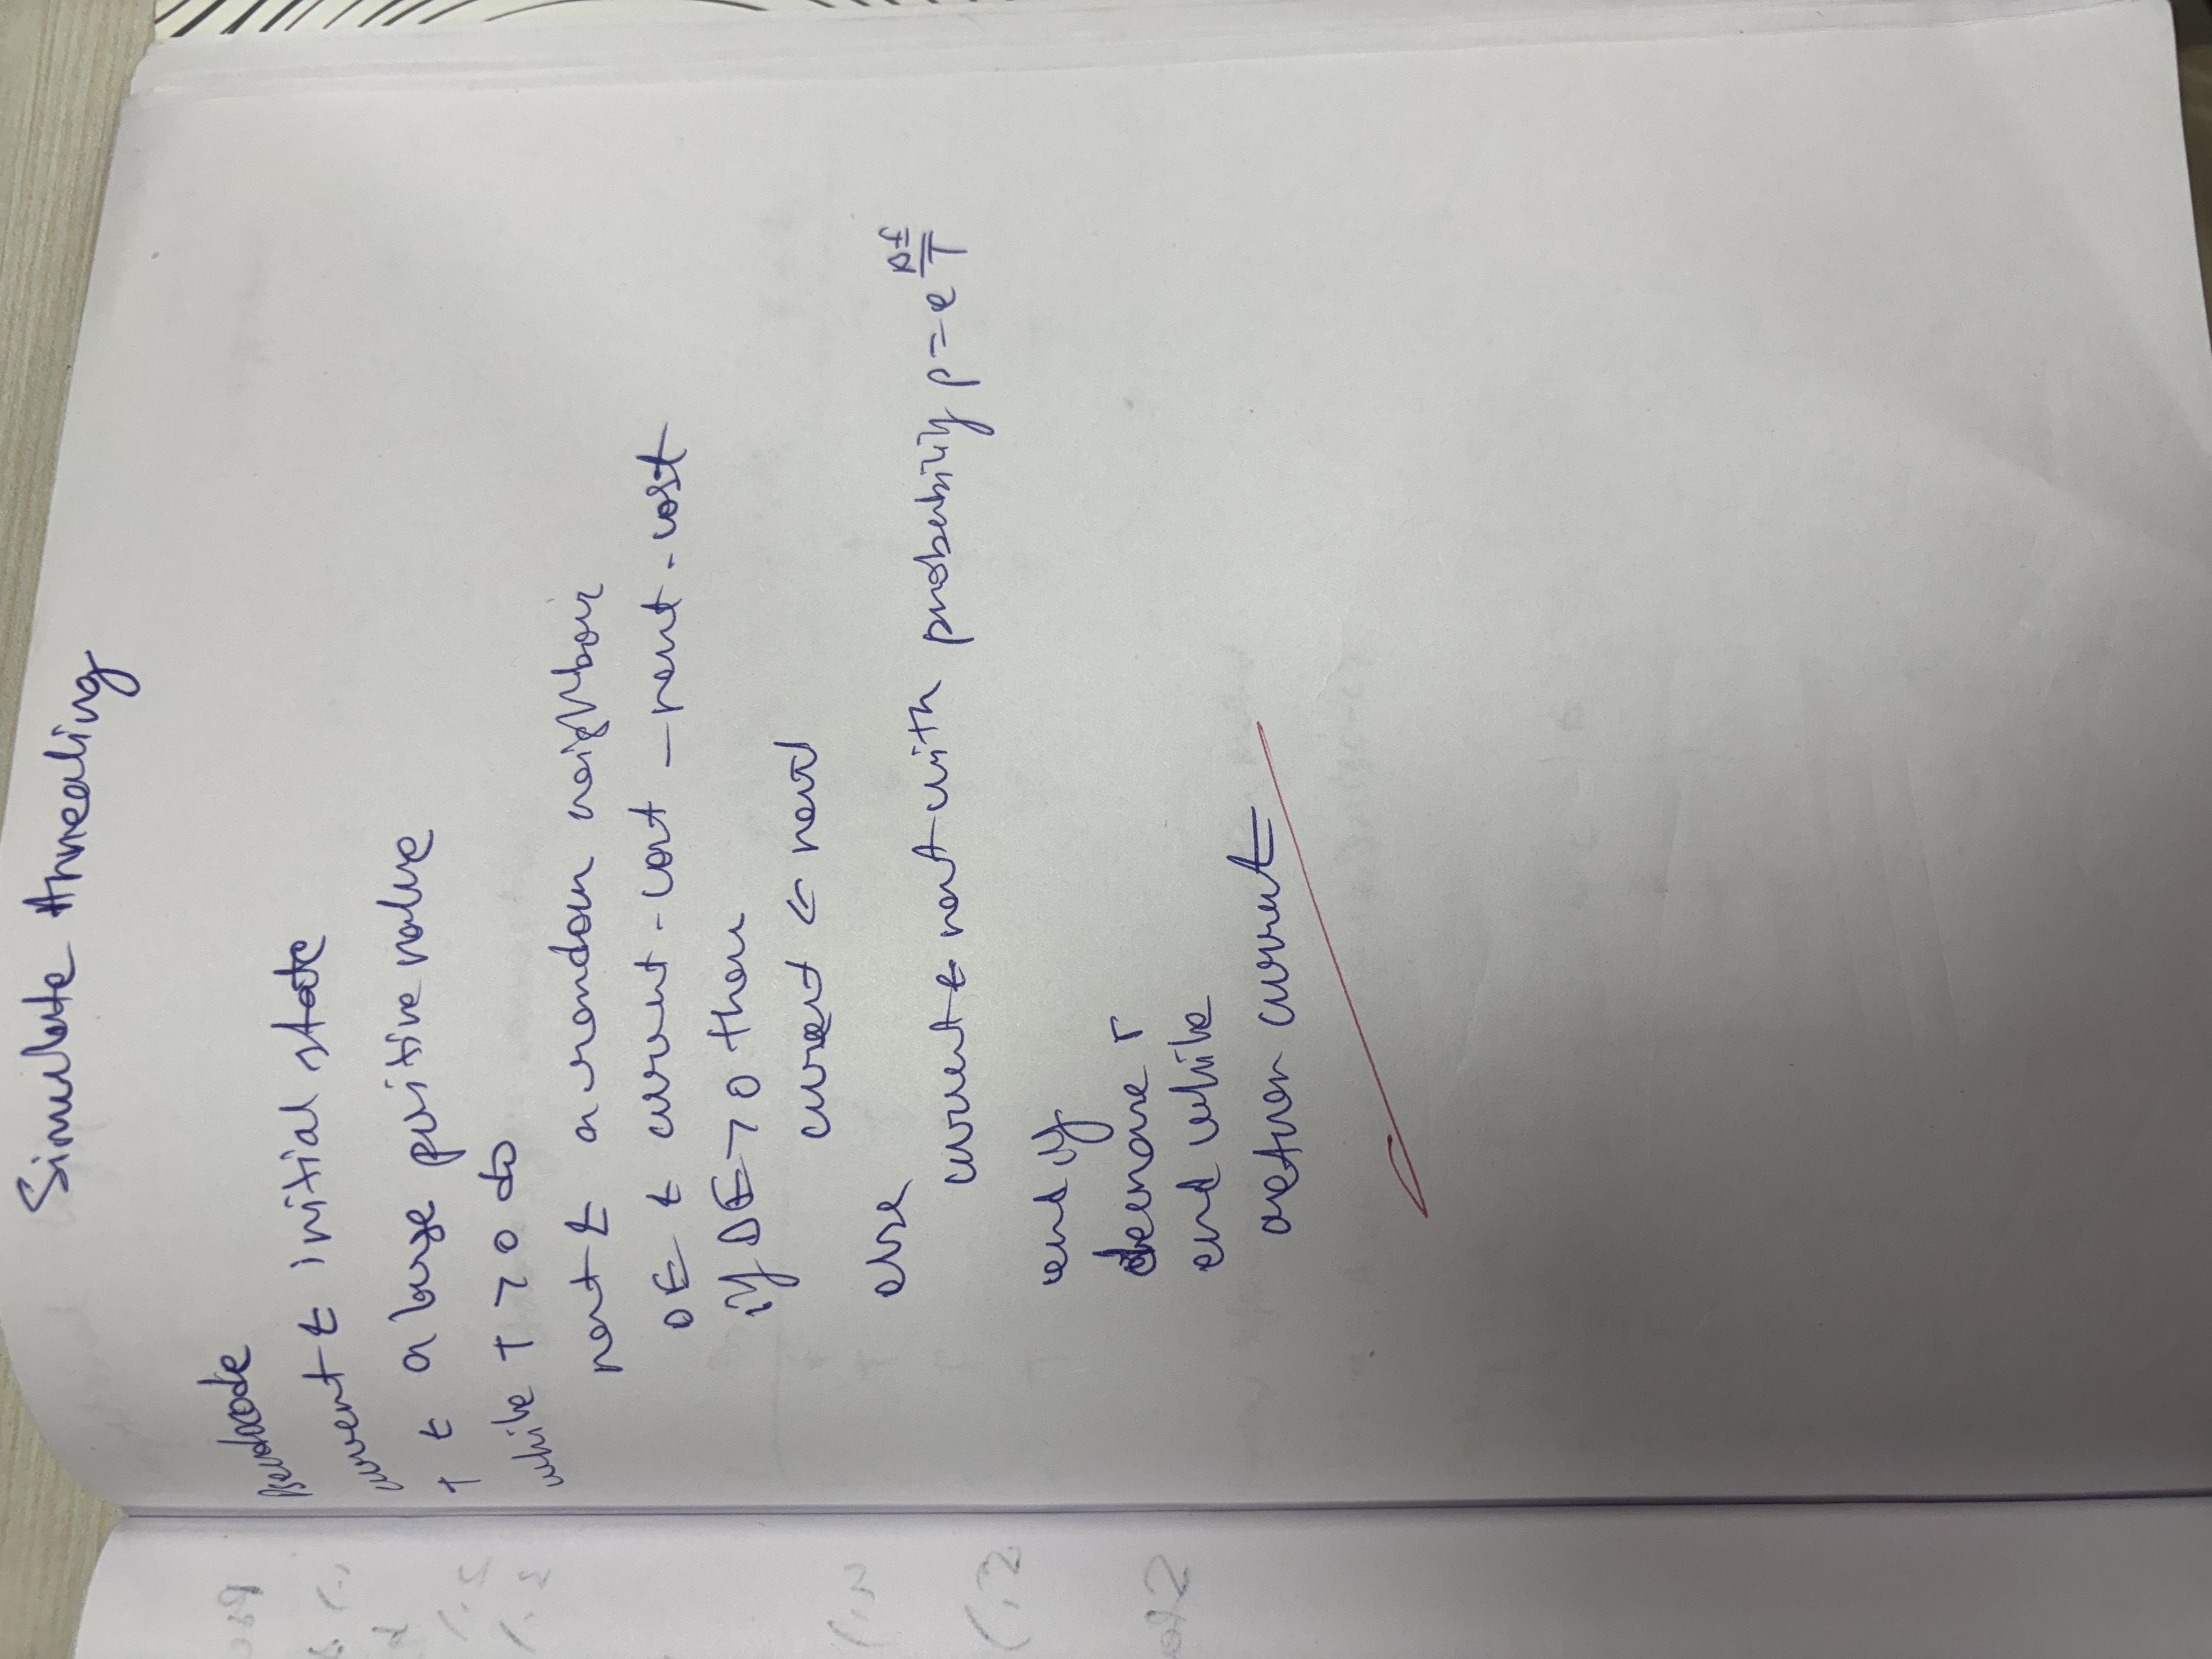 Simulate Annealing
Pseudocode
current ← initial state
T ← a large positive value
while T > 0 do
next ← a random neighbour
ΔE ← current - cost - next - cost
if ΔE > 0 then
current ← next
else
current ← next with probability p = e ΔE/T
end if
decrease T
end while
return current